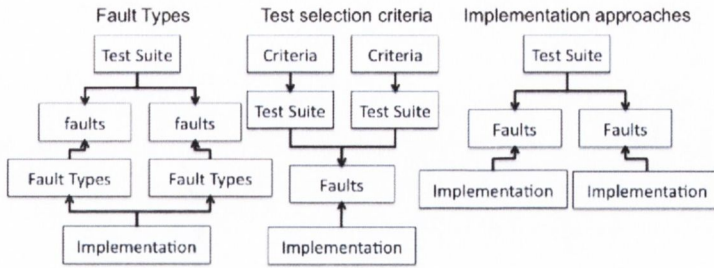 Fault Types
Test selection criteria
Implementation approaches
Test Suite
Criteria
Criteria
Test Suite
Test Suite
Test Suite
faults
faults
Faults
Faults
Fault Types
Fault Types
Faults
Implementation
Implementation
Implementation
Implementation